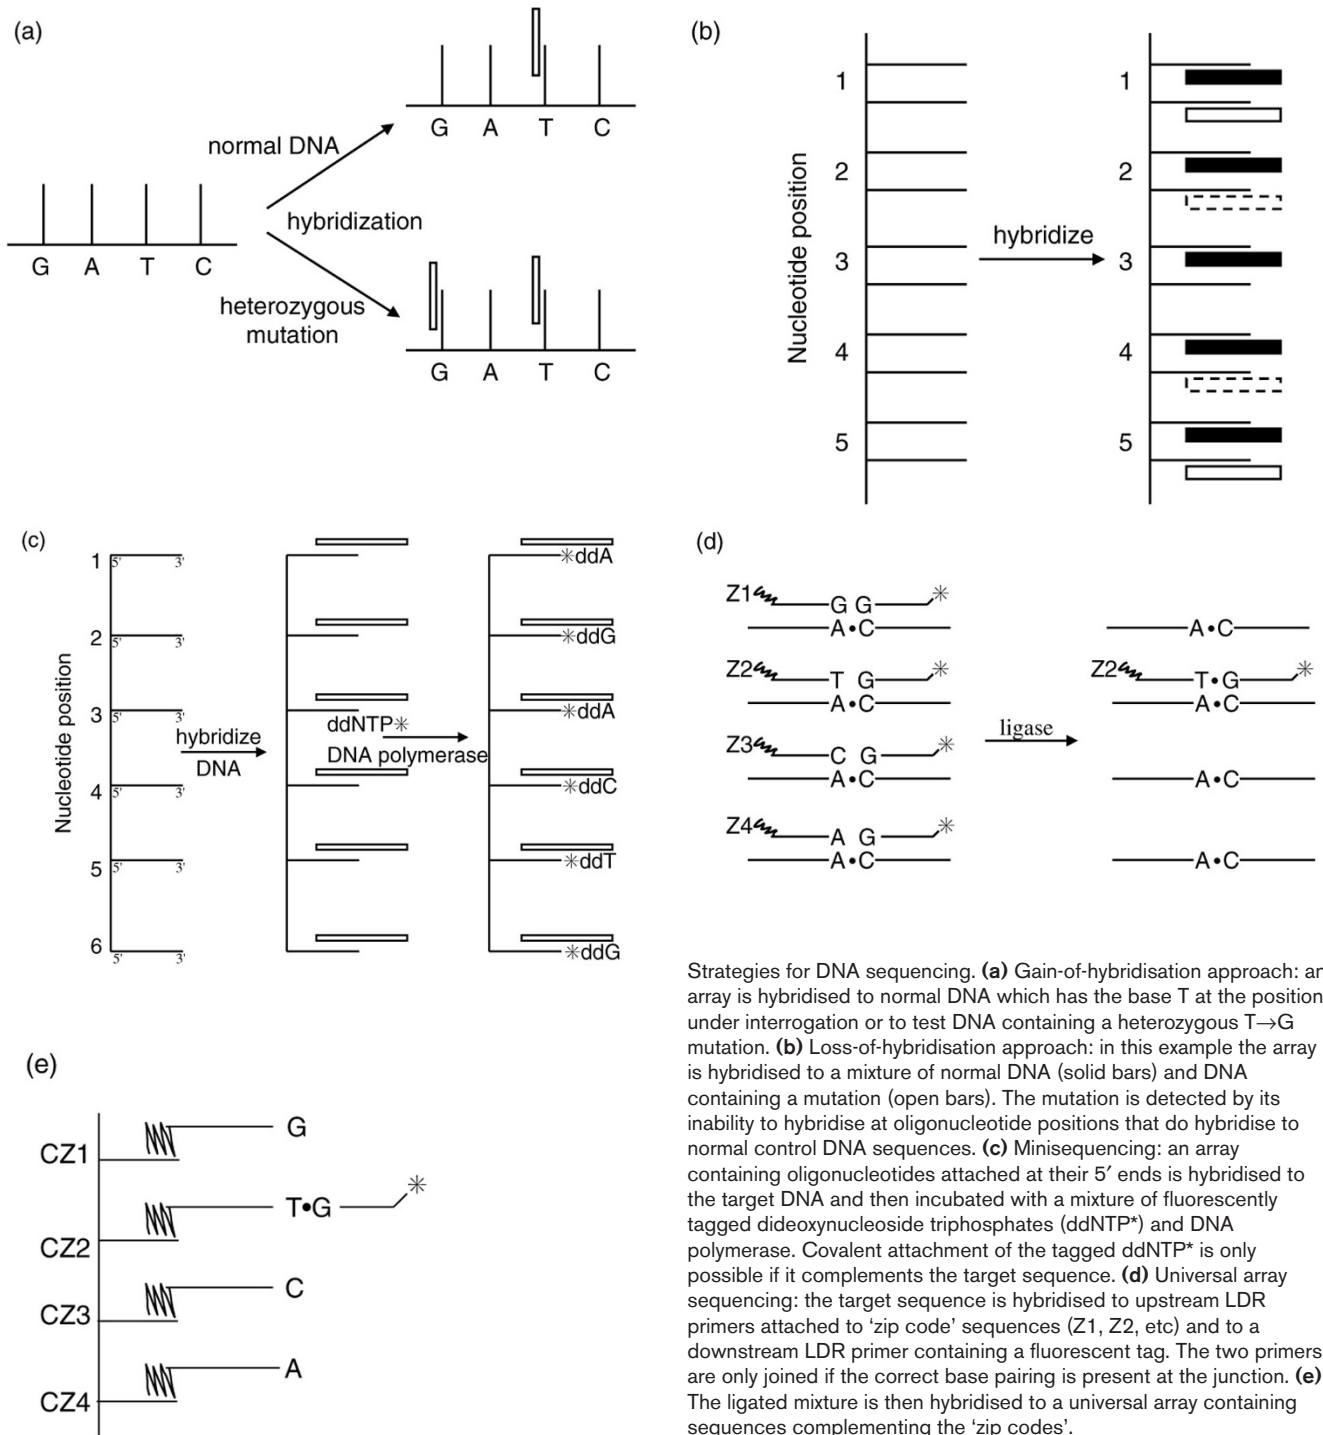 (a)
G A T C
normal DNA
hybridization
G A T C
heterozygous
mutation
G A T C
(b)
Nucleotide position
1
2
3
4
5
hybridize
1
2
3
4
5
(c)
Nucleotide position
1 5' 3'
2 5' 3'
3 5' 3'
4 5' 3'
5 5' 3'
6 5' 3'
hybridize
DNA
ddNTP✳
DNA polymerase
✳ddA
✳ddG
✳ddA
✳ddC
✳ddT
✳ddG
(d)
Z1 G G ✳
A•C
Z2 T G ✳
A•C
Z3 C G ✳
A•C
Z4 A G ✳
A•C
ligase
A•C
Z2 T•G ✳
A•C
A•C
A•C
(e)
G
CZ1
T•G ✳
CZ2
C
CZ3
A
CZ4
Strategies for DNA sequencing. (a) Gain-of-hybridisation approach: an
array is hybridised to normal DNA which has the base T at the position
under interrogation or to test DNA containing a heterozygous T→G
mutation. (b) Loss-of-hybridisation approach: in this example the array
is hybridised to a mixture of normal DNA (solid bars) and DNA
containing a mutation (open bars). The mutation is detected by its
inability to hybridise at oligonucleotide positions that do hybridise to
normal control DNA sequences. (c) Minisequencing: an array
containing oligonucleotides attached at their 5′ ends is hybridised to
the target DNA and then incubated with a mixture of fluorescently
tagged dideoxynucleoside triphosphates (ddNTP*) and DNA
polymerase. Covalent attachment of the tagged ddNTP* is only
possible if it complements the target sequence. (d) Universal array
sequencing: the target sequence is hybridised to upstream LDR
primers attached to ‘zip code’ sequences (Z1, Z2, etc) and to a
downstream LDR primer containing a fluorescent tag. The two primers
are only joined if the correct base pairing is present at the junction. (e)
The ligated mixture is then hybridised to a universal array containing
sequences complementing the ‘zip codes’.